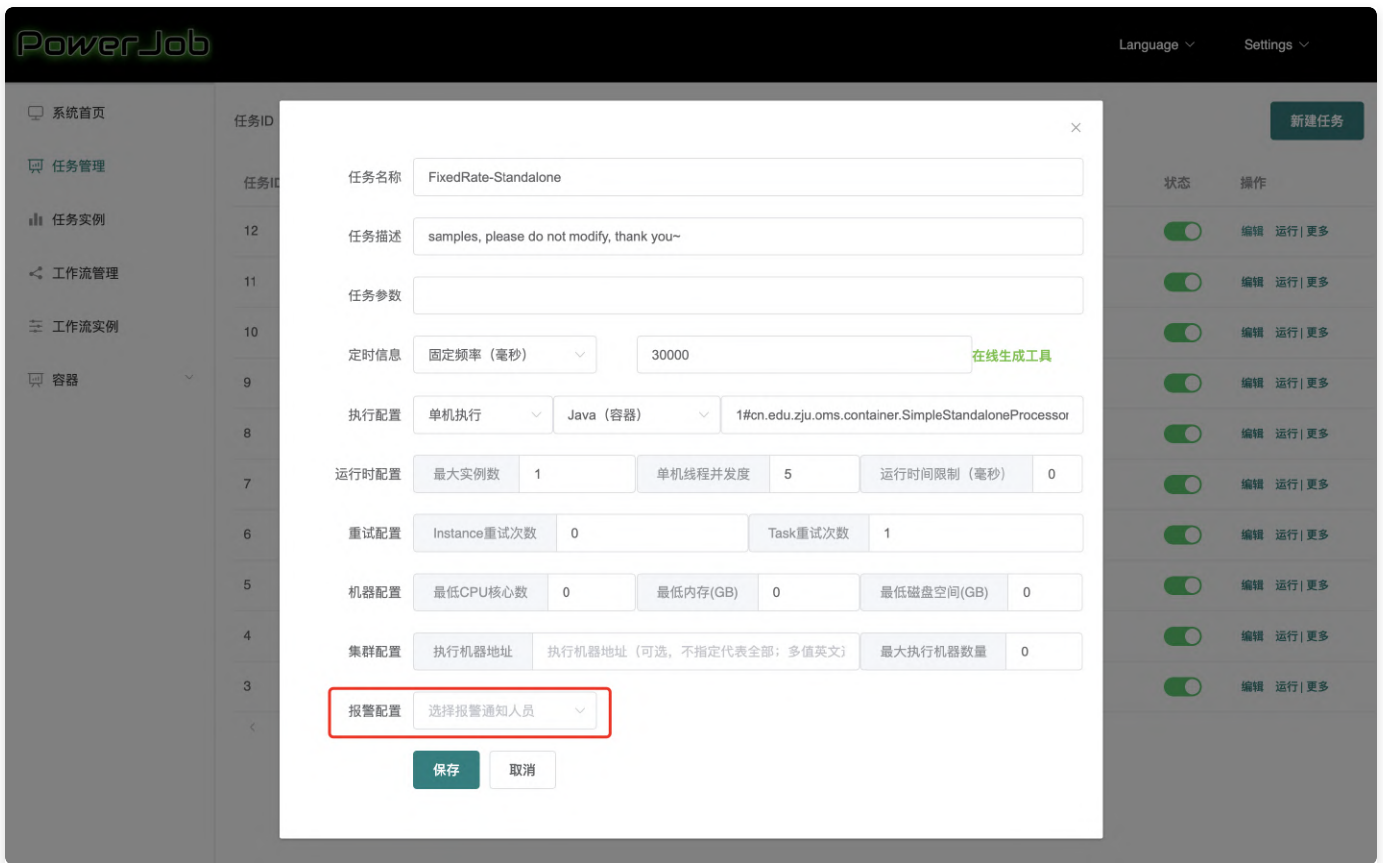 PowerJob
Language
Settings
系统首页
任务管理
任务实例
工作流管理
工作流实例
容器
任务ID
新建任务
任务ID
状态
操作
12
编辑 运行|更多
11
编辑 运行|更多
10
编辑 运行|更多
9
编辑 运行|更多
8
编辑 运行|更多
7
编辑 运行|更多
6
编辑 运行|更多
5
编辑 运行|更多
4
编辑 运行|更多
3
编辑 运行|更多
任务名称 FixedRate-Standalone
任务描述 samples, please do not modify, thank you~
任务参数
定时信息 固定频率（毫秒） 30000 在线生成工具
执行配置 单机执行 Java（容器） 1#cn.edu.zju.oms.container.SimpleStandaloneProcessor
运行时配置 最大实例数 1 单机线程并发度 5 运行时间限制（毫秒） 0
重试配置 Instance重试次数 0 Task重试次数 1
机器配置 最低CPU核心数 0 最低内存(GB) 0 最低磁盘空间(GB) 0
集群配置 执行机器地址 执行机器地址（可选，不指定代表全部；多值英文 最大执行机器数量 0
报警配置 选择报警通知人员
保存 取消